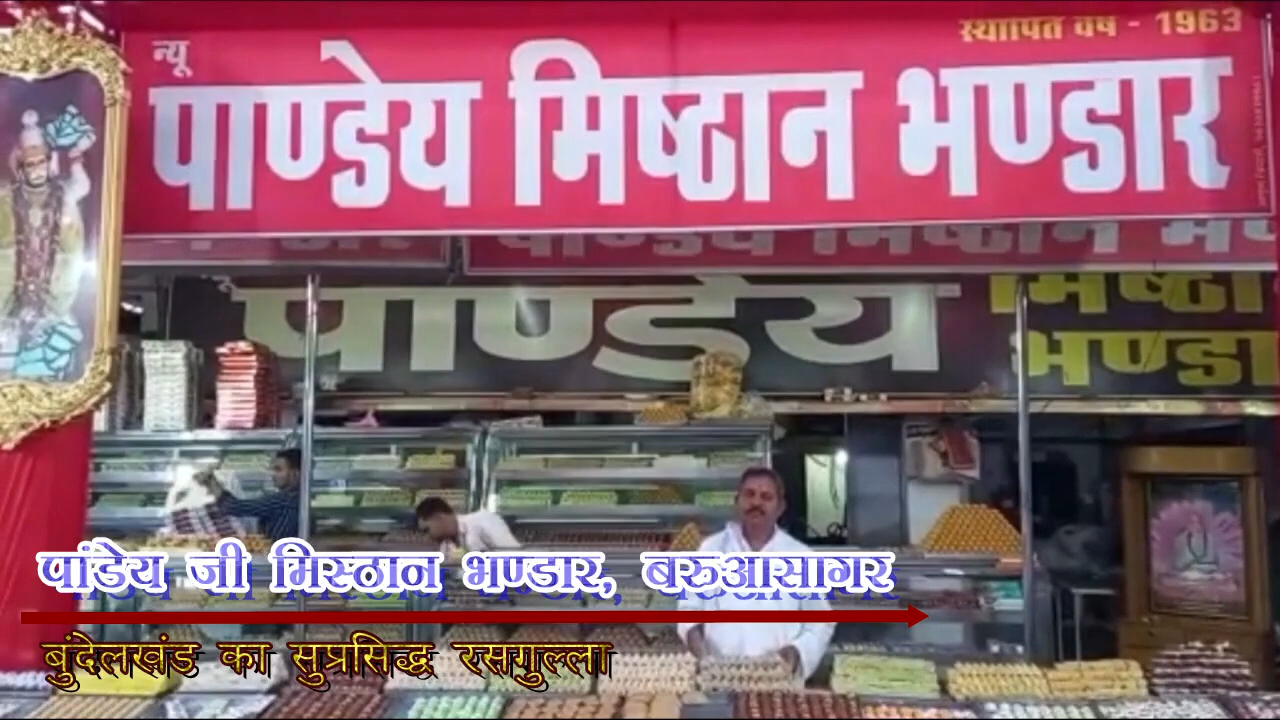 स्थापित वर्ष - 1963
न्यू
पाण्डेय मिष्ठान भण्डार
पाण्डेय मिष्ठान
पाण्डेय मिष्ठा
भण्डा
पांडेय जी मिस्ठान भण्डार, बरुआसागर
बुंदेलखंड का सुप्रसिद्ध रसगुल्ला